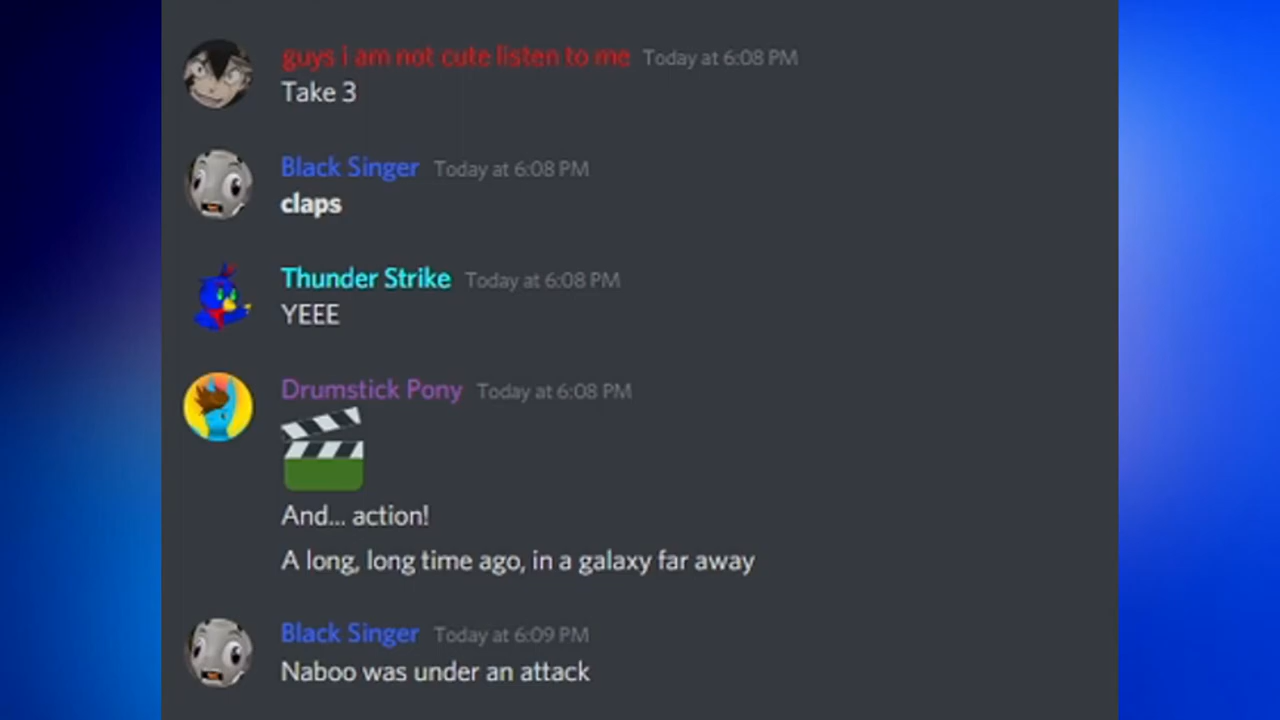 guys i am not cute listen to me Today at 6:08 PM
Take 3
Black Singer Today at 6:08 PM
claps
Thunder Strike Today at 6:08 PM
YEEE
Drumstick Pony Today at 6:08 PM
And... action!
A long, long time ago, in a galaxy far away
Black Singer Today at 6:09 PM
Naboo was under an attack